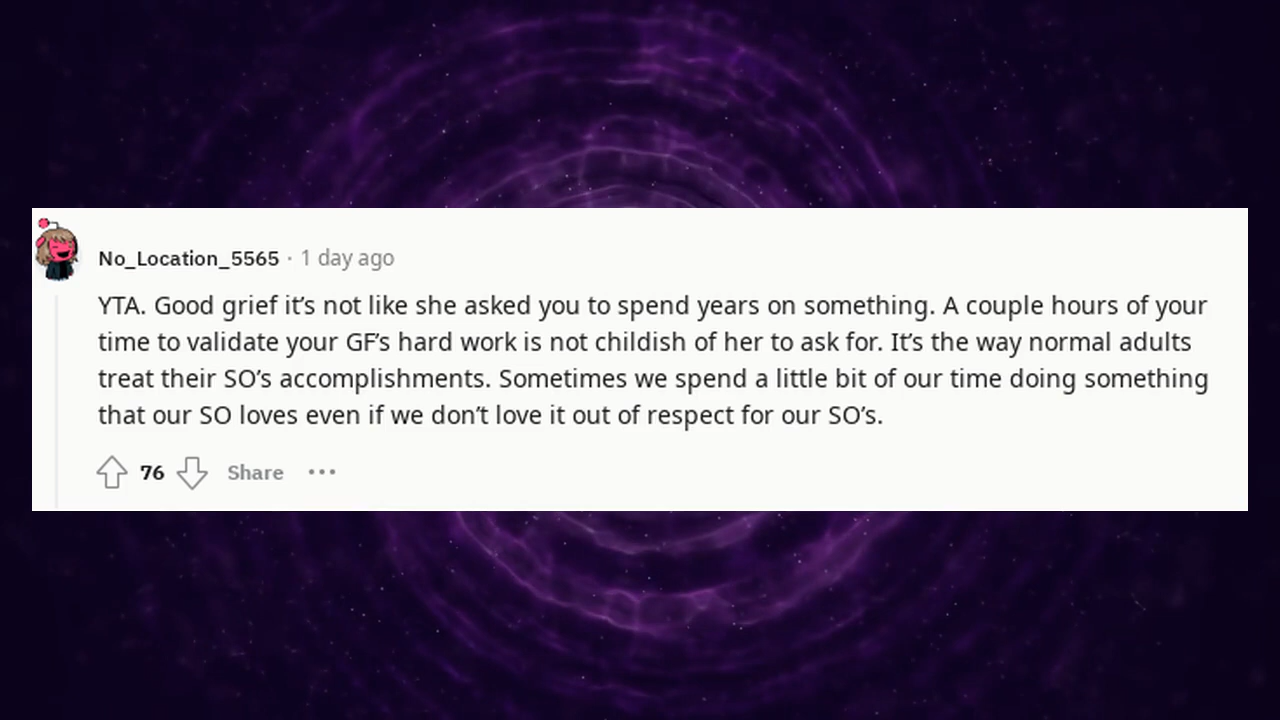 No_Location_5565 · 1 day ago
YTA. Good grief it’s not like she asked you to spend years on something. A couple hours of your
time to validate your GF’s hard work is not childish of her to ask for. It’s the way normal adults
treat their SO’s accomplishments. Sometimes we spend a little bit of our time doing something
that our SO loves even if we don’t love it out of respect for our SO’s.
76 Share